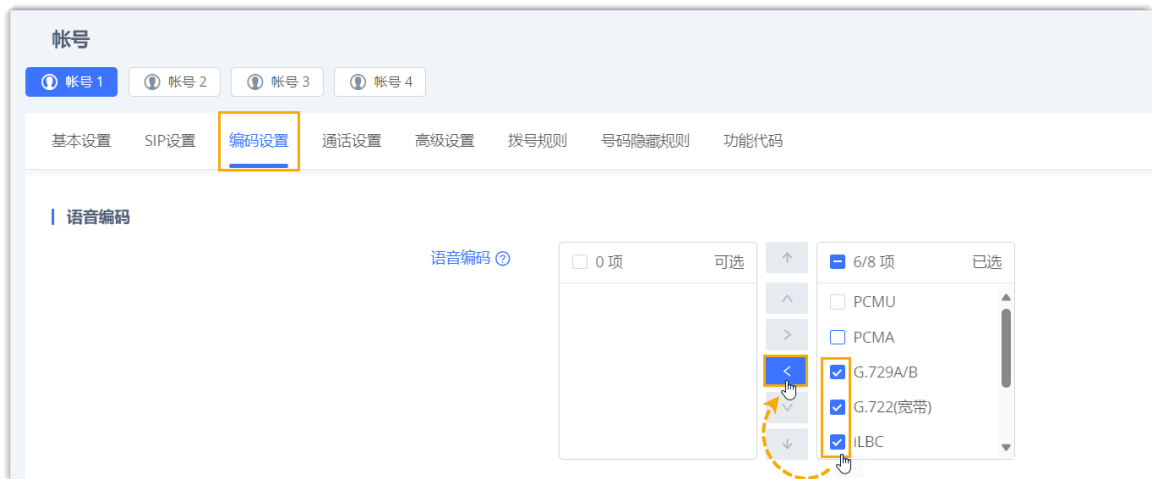 帐号
帐号 1 帐号 2 帐号 3 帐号 4
基本设置 SIP设置 编码设置 通话设置 高级设置 拨号规则 号码隐藏规则 功能代码
语音编码
语音编码 0 项 可选 6/8 项 已选
PCMU
PCMA
G.729A/B
G.722(宽带)
iLBC